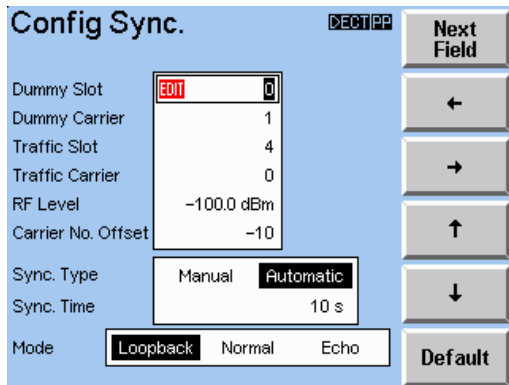 Config Sync.
DECT PP
Next
Field
Dummy Slot EDIT 0
Dummy Carrier 1
Traffic Slot 4
Traffic Carrier 0
RF Level −100.0 dBm
Carrier No. Offset −10
Sync. Type Manual Automatic
Sync. Time 10 s
Mode Loopback Normal Echo
←
→
↑
↓
Default